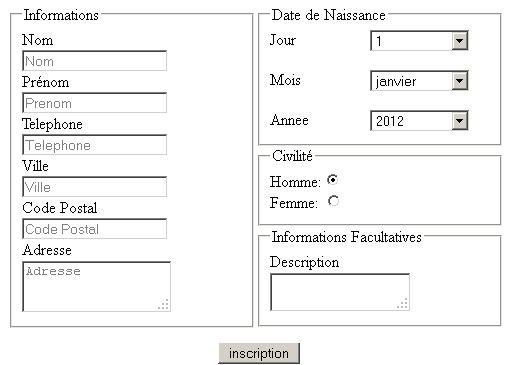 Informations
Nom
Nom
Prénom
Prenom
Telephone
Telephone
Ville
Ville
Code Postal
Code Postal
Adresse
Adresse
Date de Naissance
Jour 1
Mois janvier
Annee 2012
Civilité
Homme:
Femme:
Informations Facultatives
Description
inscription